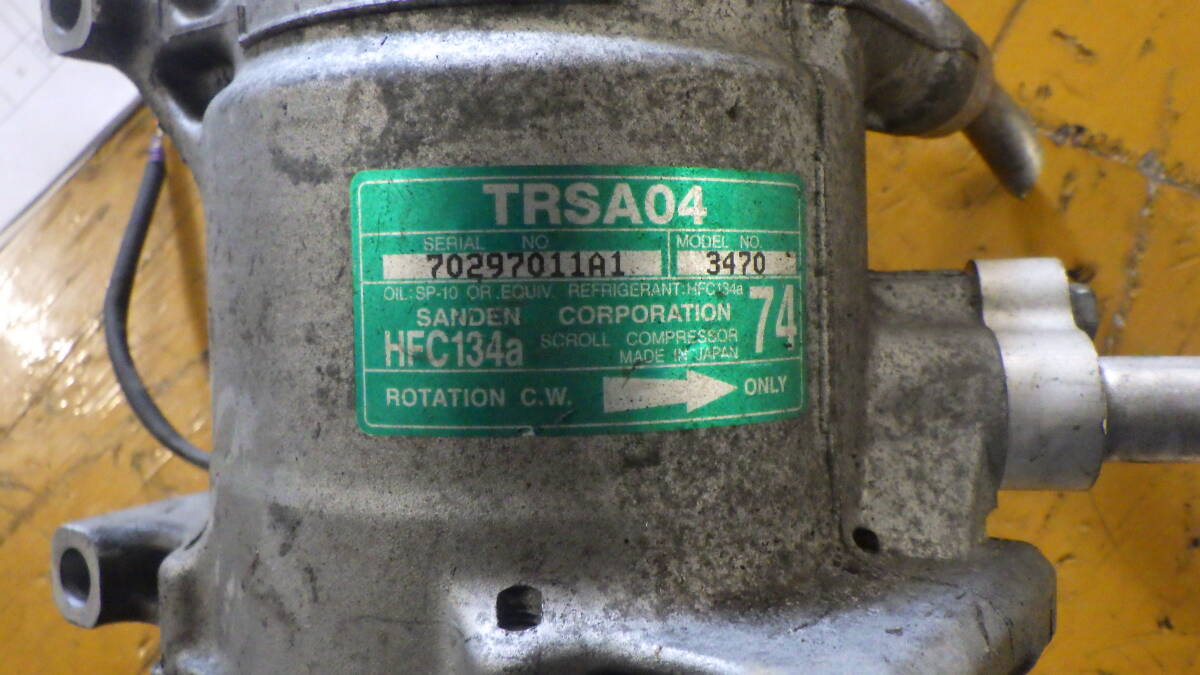 TRSA04
SERIAL NO MODEL NO.
70297011A1 3470
OIL: SP-10 OR EQUIV. REFRIGERANT: HFC134a
SANDEN CORPORATION 74
HFC134a SCROLL COMPRESSOR
MADE IN JAPAN
ROTATION C.W. ONLY